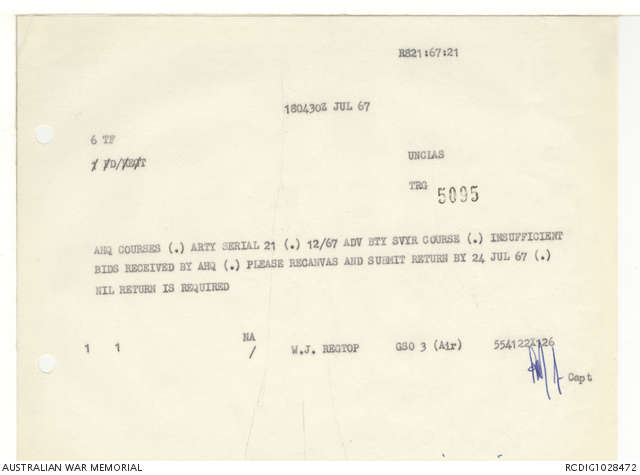 R821:67:21
180430Z JUL 67
6 TF
UNCLAS
TRG 5095
AHQ COURSES (.) ARTY SERIAL 21 (.) 12/67 ADV BTY SVYR COURSE (.) INSUFFICIENT
BIDS RECEIVED BY AHQ (.) PLEASE RECANVAS AND SUBMIT RETURN BY 24 JUL 67 (.)
NIL RETURN IS REQUIRED
1 1 NA / W.J. REGTOP GSO 3 (Air) 554122X126
Capt
AUSTRALIAN WAR MEMORIAL RCDIG1028472